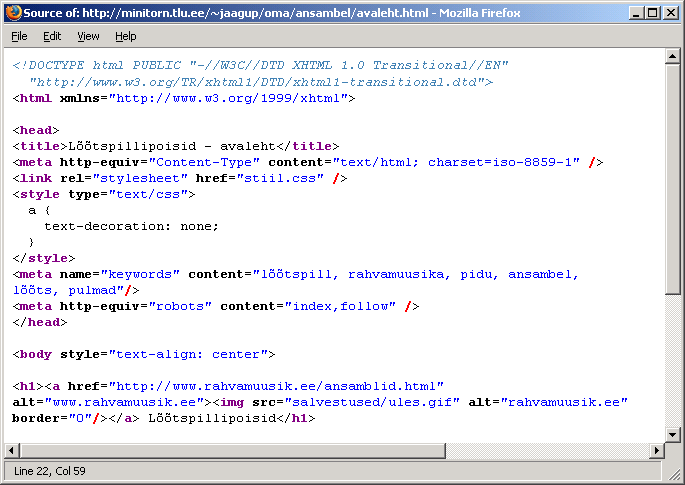 Source of: http://minitorn.tlu.ee/~jaagup/oma/ansambel/avaleht.html - Mozilla Firefox
File Edit View Help
<!DOCTYPE html PUBLIC "-//W3C//DTD XHTML 1.0 Transitional//EN"
  "http://www.w3.org/TR/xhtml1/DTD/xhtml1-transitional.dtd">
<html xmlns="http://www.w3.org/1999/xhtml">

<head>
<title>Lõõtspillipoisid - avaleht</title>
<meta http-equiv="Content-Type" content="text/html; charset=iso-8859-1" />
<link rel="stylesheet" href="stiil.css" />
<style type="text/css">
  a {
    text-decoration: none;
  }
</style>
<meta name="keywords" content="lõõtspill, rahvamuusika, pidu, ansambel,
lõõts, pulmad"/>
<meta http-equiv="robots" content="index,follow" />
</head>

<body style="text-align: center">

<h1><a href="http://www.rahvamuusik.ee/ansamblid.html"
alt="www.rahvamuusik.ee"><img src="salvestused/ules.gif" alt="rahvamuusik.ee"
border="0"/></a> Lõõtspillipoisid</h1>
Line 22, Col 59